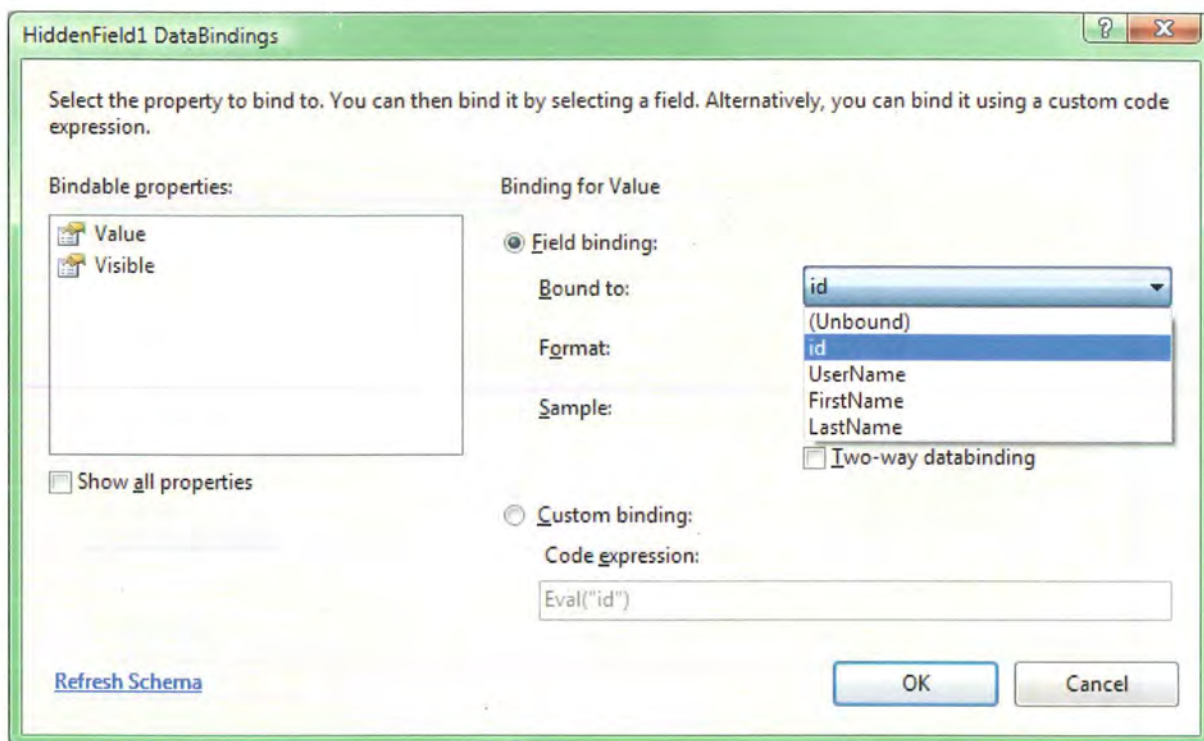 HiddenField1 DataBindings
Select the property to bind to. You can then bind it by selecting a field. Alternatively, you can bind it using a custom code
expression.
Bindable properties:
Value
Visible
Show all properties
Binding for Value
Field binding:
Bound to:
id
(Unbound)
id
UserName
FirstName
LastName
Format:
Sample:
Two-way databinding
Custom binding:
Code expression:
Eval("id")
Refresh Schema
OK
Cancel